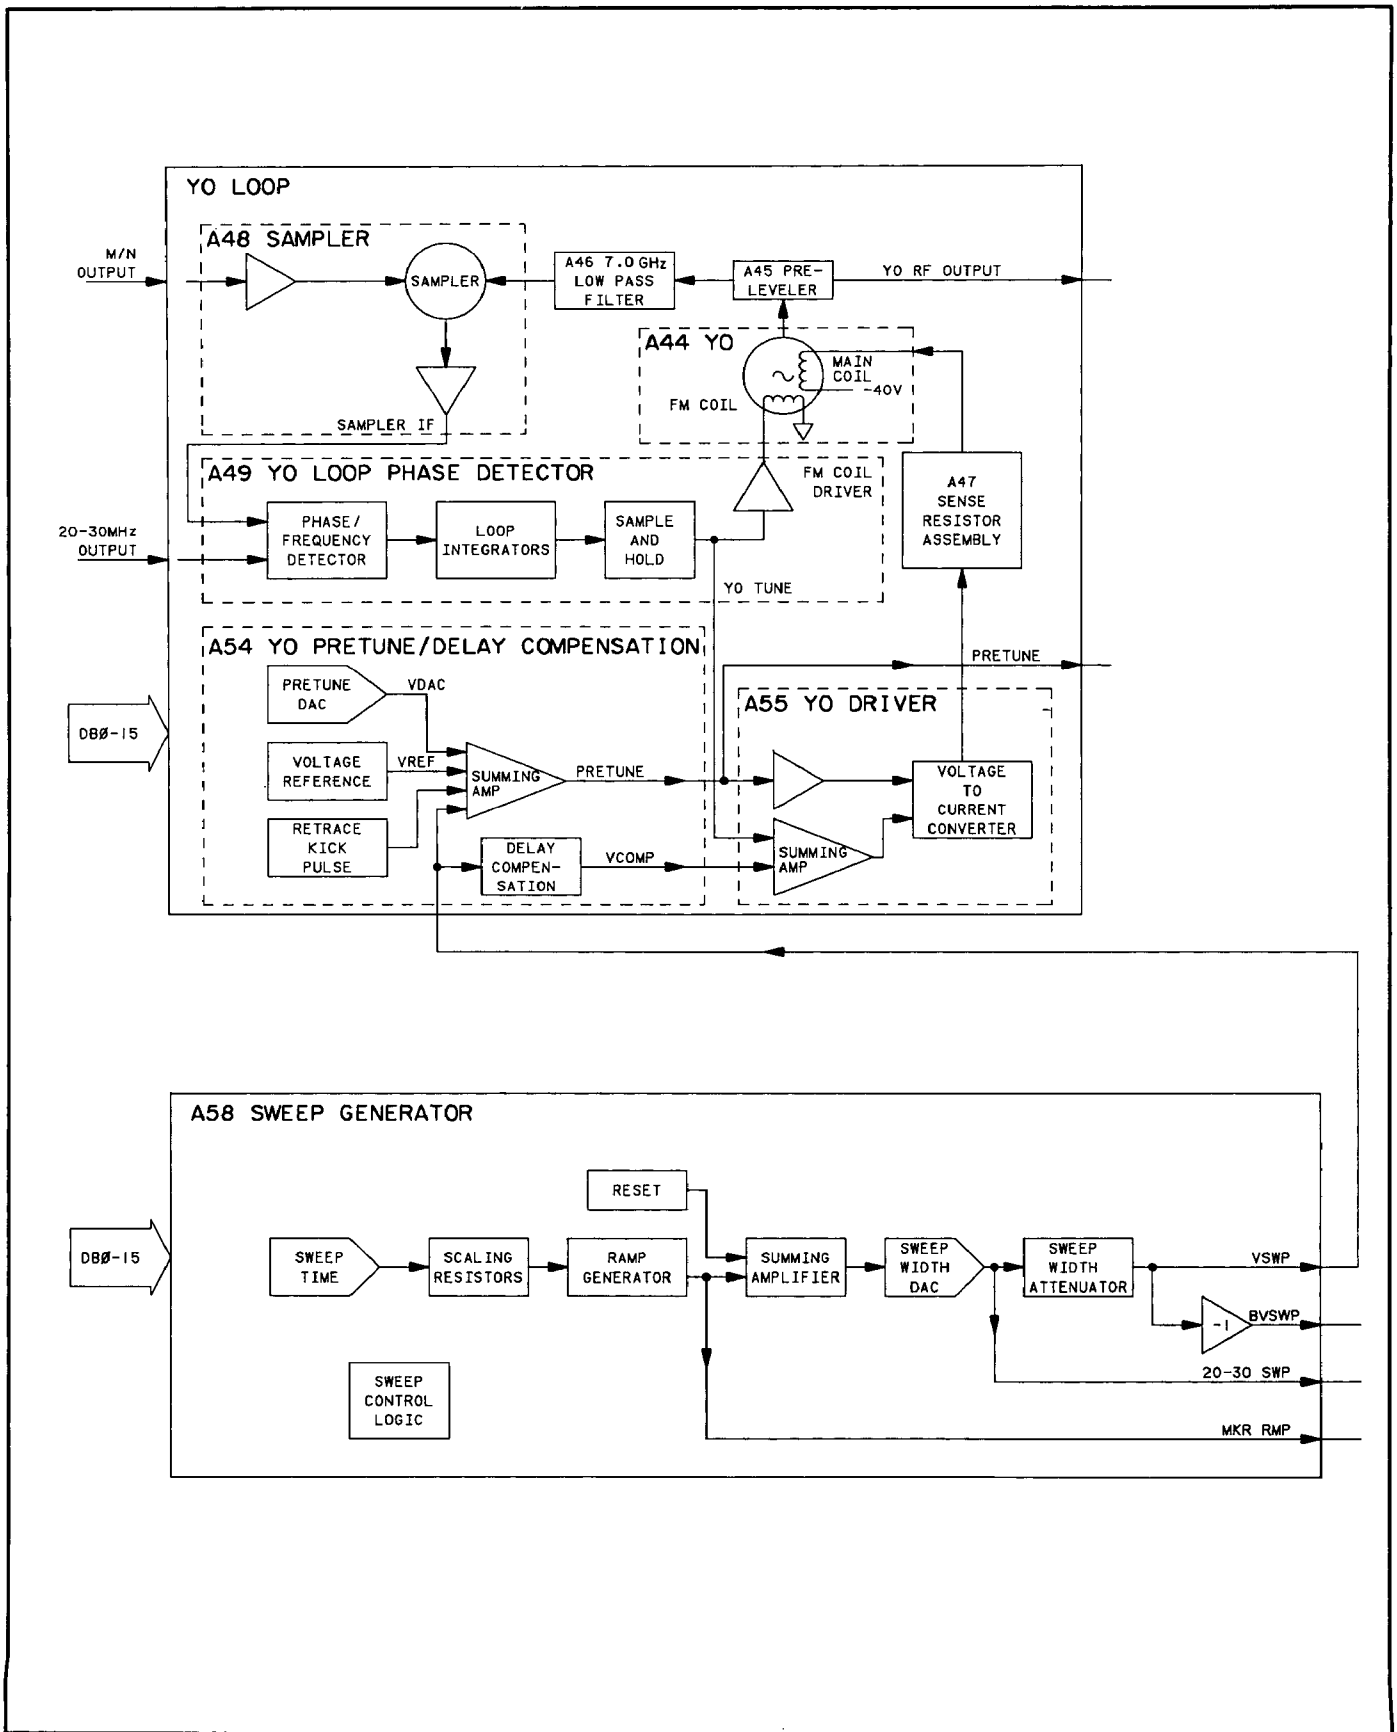 YO LOOP
A48 SAMPLER
M/N
OUTPUT
SAMPLER
A46 7.0 GHz
LOW PASS
FILTER
A45 PRE-
LEVELER
YO RF OUTPUT
A44 YO
MAIN
COIL
-40V
FM COIL
SAMPLER IF
A49 YO LOOP PHASE DETECTOR
FM COIL
DRIVER
A47
SENSE
RESISTOR
ASSEMBLY
20-30MHz
OUTPUT
PHASE/
FREQUENCY
DETECTOR
LOOP
INTEGRATORS
SAMPLE
AND
HOLD
YO TUNE
A54 YO PRETUNE/DELAY COMPENSATION
PRETUNE
PRETUNE
DAC
VDAC
A55 YO DRIVER
DBØ-15
VOLTAGE
REFERENCE
VREF
SUMMING
AMP
PRETUNE
VOLTAGE
TO
CURRENT
CONVERTER
RETRACE
KICK
PULSE
DELAY
COMPEN-
SATION
VCOMP
SUMMING
AMP
A58 SWEEP GENERATOR
RESET
DBØ-15
SWEEP
TIME
SCALING
RESISTORS
RAMP
GENERATOR
SUMMING
AMPLIFIER
SWEEP
WIDTH
DAC
SWEEP
WIDTH
ATTENUATOR
VSWP
-1
BVSWP
20-30 SWP
SWEEP
CONTROL
LOGIC
MKR RMP